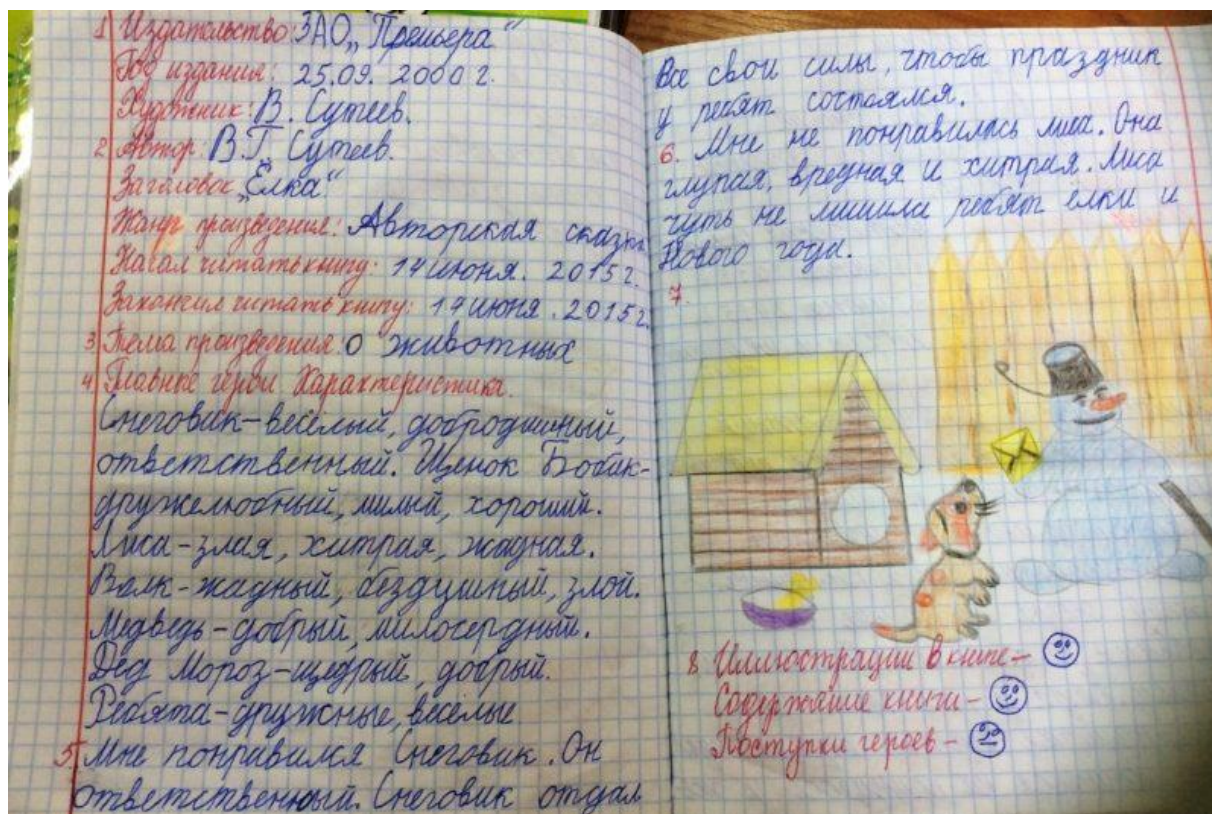 1 Издательство: ЗАО „Премьера“
Год издания: 25.09. 2000 г.
Художник: В. Сутеев.
2 Автор: В.Г. Сутеев.
Заголовок „Ёлка“
Жанр произведения: Авторская сказка
Начал читать книгу: 14 июня. 2015 г.
Закончил читать книгу: 14 июня. 2015 г.
3 Тема произведения: о животных
4 Главные герои. Характеристика.
Снеговик-весёлый, добродушный,
ответственный. Щенок Бобик-
дружелюбный, милый, хороший.
Лиса-злая, хитрая, жадная.
Волк-жадный, бездушный, злой.
Медведь-добрый, милосердный.
Дед Мороз-щедрый, добрый.
Ребята-дружные, весёлые
5. Мне понравился Снеговик. Он
ответственный. Снеговик отдал
Все свои силы, чтобы праздник
у ребят состоялся.
6. Мне не понравилась лиса. Она
глупая, вредная и хитрая. Лиса
чуть не лишила ребят ёлки и
Нового года.
7.
8. Иллюстрации в книге-
Содержание книги-
Поступки героев-